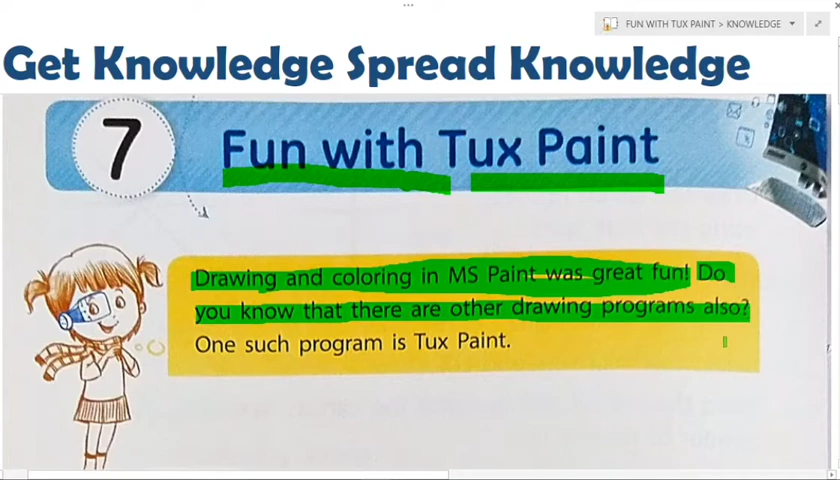 FUN WITH TUX PAINT > KNOWLEDGE
Get Knowledge Spread Knowledge
7 Fun with Tux Paint
Drawing and coloring in MS Paint was great fun! Do
you know that there are other drawing programs also?
One such program is Tux Paint.